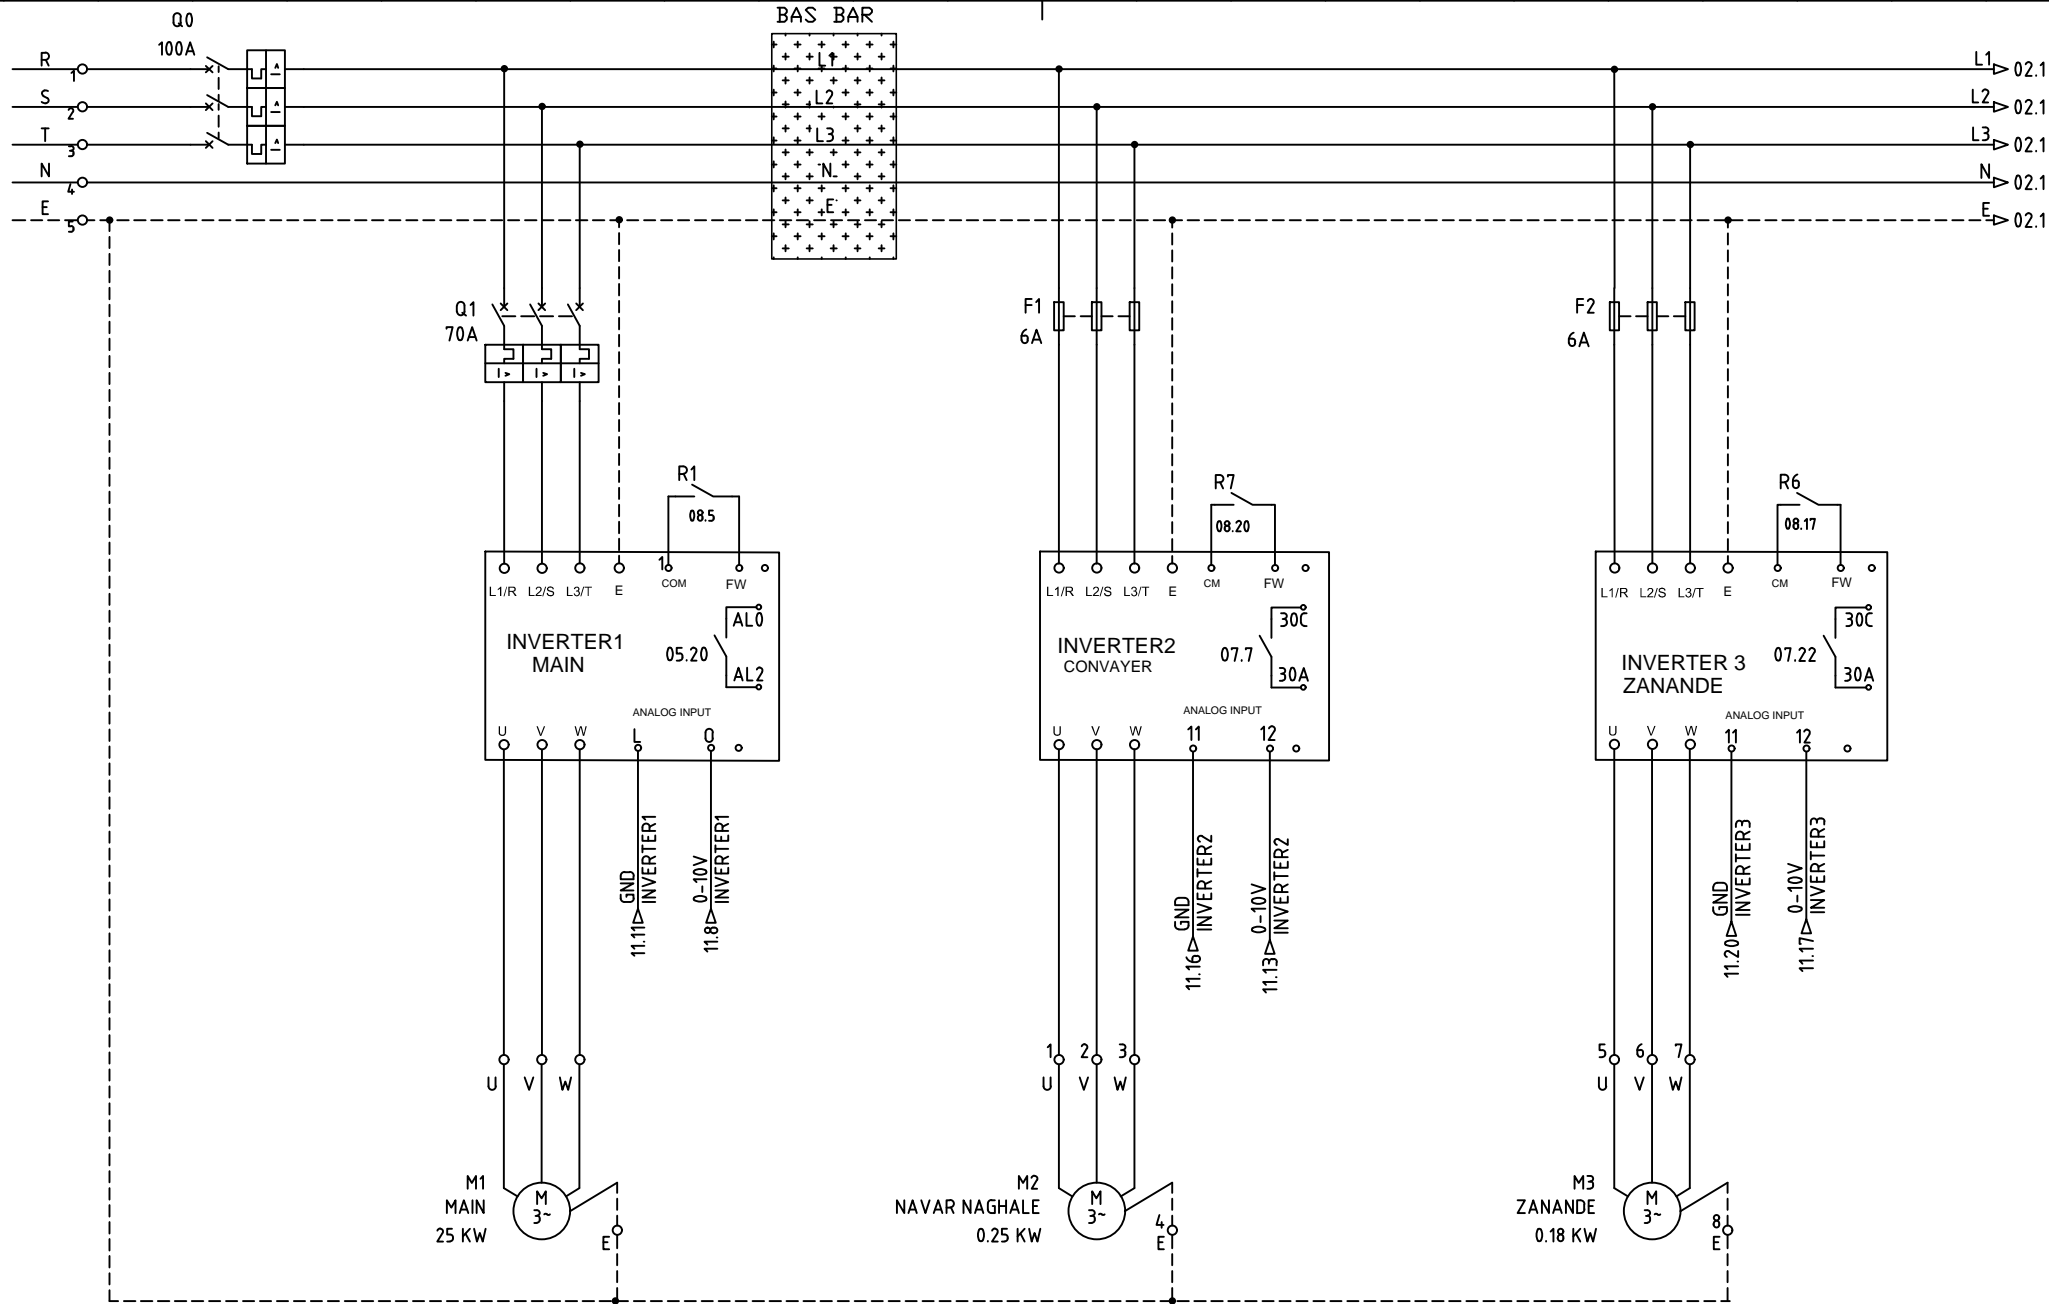 Q0
100A
BAS BAR
R 1
S 2
T 3
N 4
E 5
L1
L2
L3
N
E
L1 02.1
L2 02.1
L3 02.1
N 02.1
E 02.1
Q1
70A
F1
6A
F2
6A
R1
08.5
R7
08.20
R6
08.17
L1/R L2/S L3/T E 1 COM FW
INVERTER1
MAIN
05.20
AL0
AL2
ANALOG INPUT
U V W L O
L1/R L2/S L3/T E CM FW
INVERTER2
CONVAYER
07.7
30C
30A
ANALOG INPUT
U V W 11 12
L1/R L2/S L3/T E CM FW
INVERTER 3
ZANANDE
07.22
30C
30A
ANALOG INPUT
U V W 11 12
11.11 GND
INVERTER1
11.8 0-10V
INVERTER1
11.16 GND
INVERTER2
11.13 0-10V
INVERTER2
11.20 GND
INVERTER3
11.17 0-10V
INVERTER3
U V W
1 2 3
U V W
5 6 7
U V W
M1
MAIN
25 KW
M
3~
E
M2
NAVAR NAGHALE
0.25 KW
M
3~
4
E
M3
ZANANDE
0.18 KW
M
3~
8
E